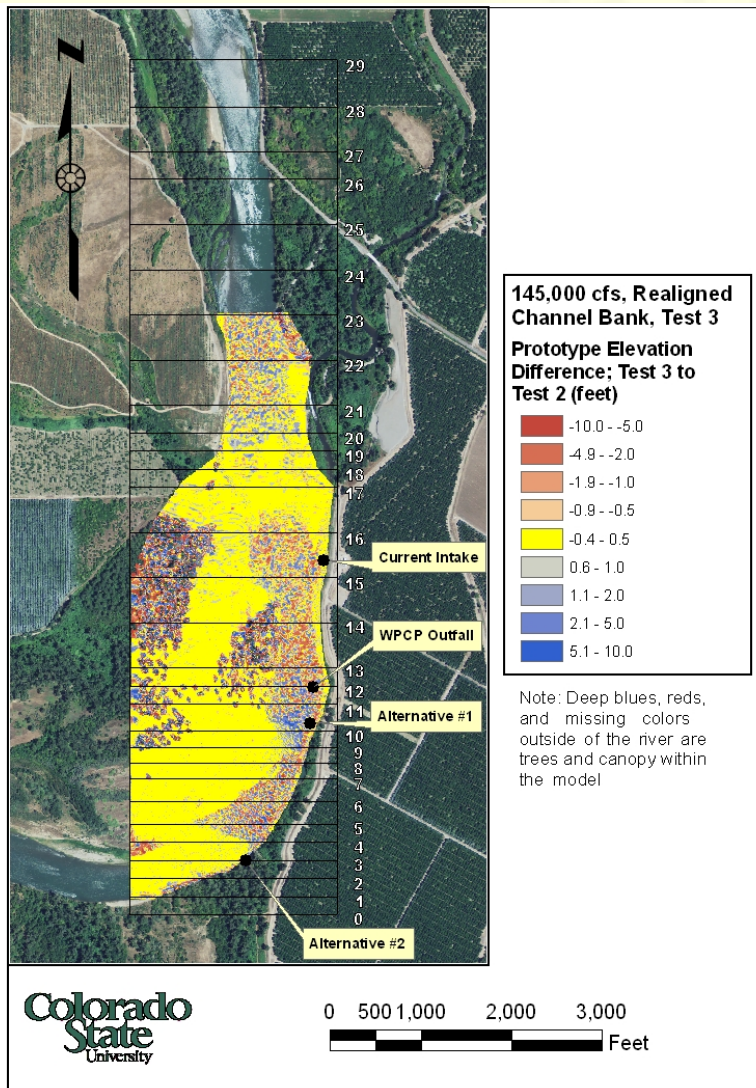 N
29
28
27
26
25
24
23
22
21
20
19
18
17
16
15
14
13
12
11
10
9
8
7
6
5
4
3
2
1
0
Current Intake
WPCP Outfall
Alternative #1
Alternative #2
145,000 cfs, Realigned
Channel Bank, Test 3
Prototype Elevation
Difference; Test 3 to
Test 2 (feet)
-10.0 - -5.0
-4.9 - -2.0
-1.9 - -1.0
-0.9 - -0.5
-0.4 - 0.5
0.6 - 1.0
1.1 - 2.0
2.1 - 5.0
5.1 - 10.0
Note: Deep blues, reds,
and missing colors
outside of the river are
trees and canopy within
the model
Colorado
State
University
0 500 1,000 2,000 3,000
Feet